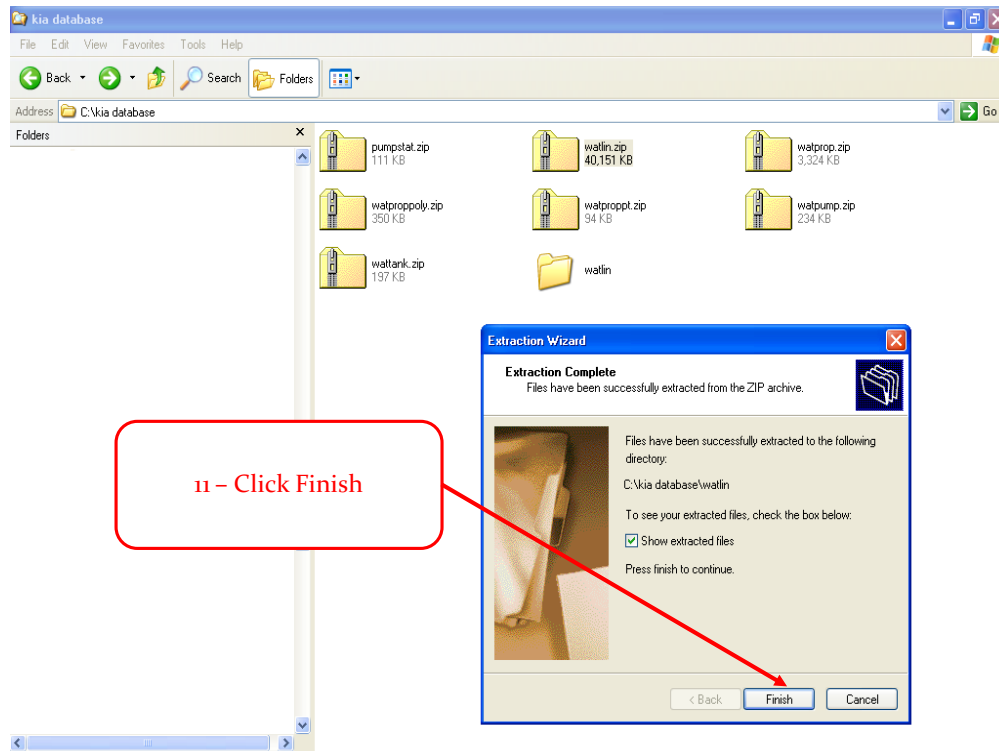 kia database
File Edit View Favorites Tools Help
Back Search Folders
Address C:\kia database Go
Folders
pumpstat.zip
111 KB
watlin.zip
40,151 KB
watprop.zip
3,324 KB
watproppoly.zip
350 KB
watproppt.zip
94 KB
watpump.zip
234 KB
wattank.zip
197 KB
watlin
Extraction Wizard
Extraction Complete
Files have been successfully extracted from the ZIP archive.
Files have been successfully extracted to the following
directory:
C:\kia database\watlin
To see your extracted files, check the box below:
Show extracted files
Press finish to continue.
< Back Finish Cancel
11 – Click Finish